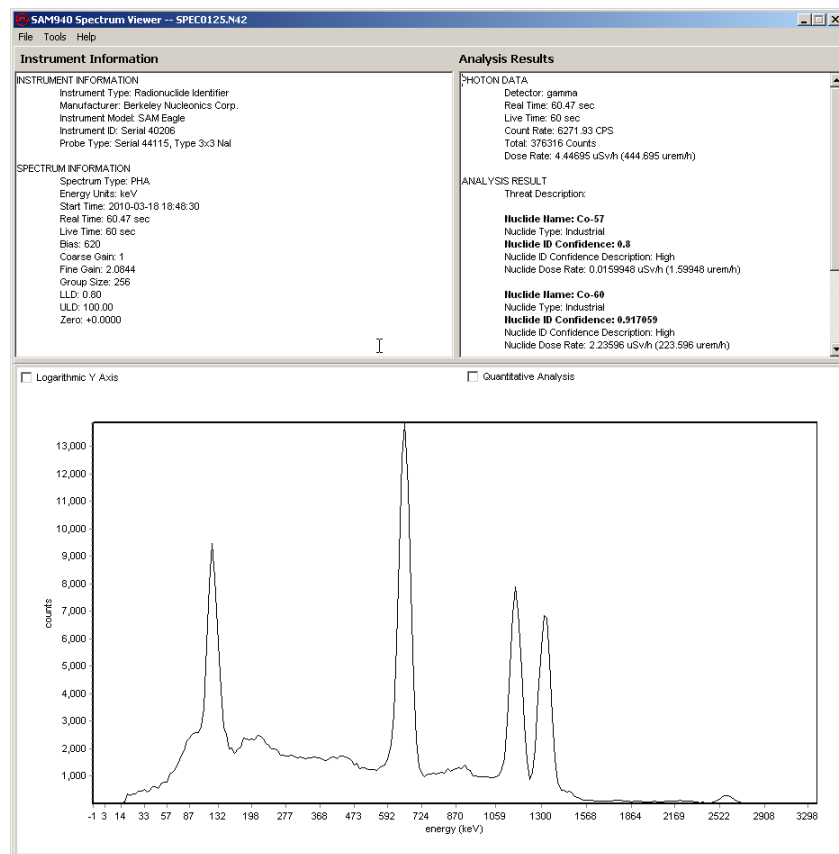 SAM940 Spectrum Viewer -- SPEC0125.N42
File Tools Help
Instrument Information
INSTRUMENT INFORMATION
Instrument Type: Radionuclide Identifier
Manufacturer: Berkeley Nucleonics Corp.
Instrument Model: SAM Eagle
Instrument ID: Serial 40206
Probe Type: Serial 44115, Type 3x3 NaI
SPECTRUM INFORMATION
Spectrum Type: PHA
Energy Units: keV
Start Time: 2010-03-18 18:48:30
Real Time: 60.47 sec
Live Time: 60 sec
Bias: 620
Coarse Gain: 1
Fine Gain: 2.0844
Group Size: 256
LLD: 0.80
ULD: 100.00
Zero: +0.0000
Analysis Results
PHOTON DATA
Detector: gamma
Real Time: 60.47 sec
Live Time: 60 sec
Count Rate: 6271.93 CPS
Total: 376316 Counts
Dose Rate: 4.44695 uSv/h (444.695 urem/h)
ANALYSIS RESULT
Threat Description:
Nuclide Name: Co-57
Nuclide Type: Industrial
Nuclide ID Confidence: 0.8
Nuclide ID Confidence Description: High
Nuclide Dose Rate: 0.0159948 uSv/h (1.59948 urem/h)
Nuclide Name: Co-60
Nuclide Type: Industrial
Nuclide ID Confidence: 0.917059
Nuclide ID Confidence Description: High
Nuclide Dose Rate: 2.23596 uSv/h (223.596 urem/h)
Logarithmic Y Axis
Quantitative Analysis
13,000
12,000
11,000
10,000
9,000
8,000
7,000
6,000
5,000
4,000
3,000
2,000
1,000
counts
-1 3 14 33 57 87 132 198 277 368 473 592 724 870 1059 1300 1568 1864 2169 2522 2908 3298
energy (keV)